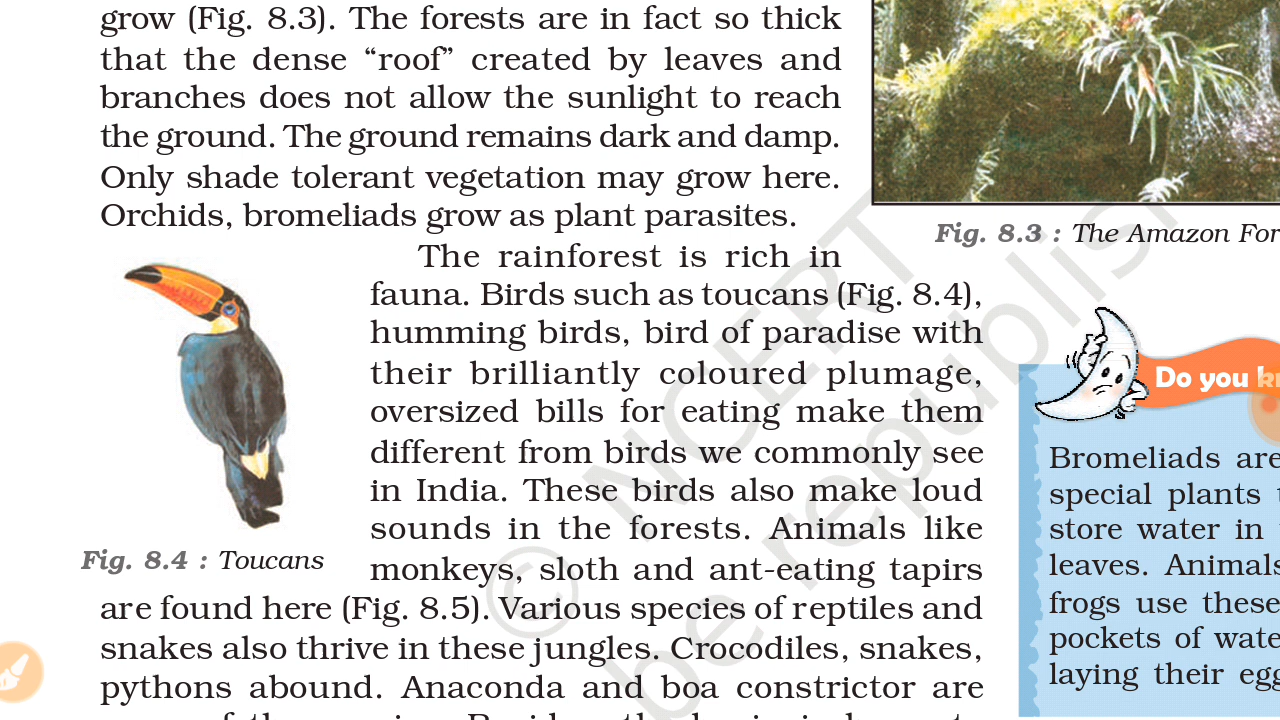 grow (Fig. 8.3). The forests are in fact so thick
that the dense “roof” created by leaves and
branches does not allow the sunlight to reach
the ground. The ground remains dark and damp.
Only shade tolerant vegetation may grow here.
Orchids, bromeliads grow as plant parasites.
The rainforest is rich in
fauna. Birds such as toucans (Fig. 8.4),
humming birds, bird of paradise with
their brilliantly coloured plumage,
oversized bills for eating make them
different from birds we commonly see
in India. These birds also make loud
sounds in the forests. Animals like
monkeys, sloth and ant-eating tapirs
are found here (Fig. 8.5). Various species of reptiles and
snakes also thrive in these jungles. Crocodiles, snakes,
pythons abound. Anaconda and boa constrictor are
Fig. 8.4 : Toucans
Fig. 8.3 : The Amazon For
Do you
Bromeliads are
special plants
store water in
leaves. Animals
frogs use these
pockets of wate
laying their egg
© NCERT
be republis